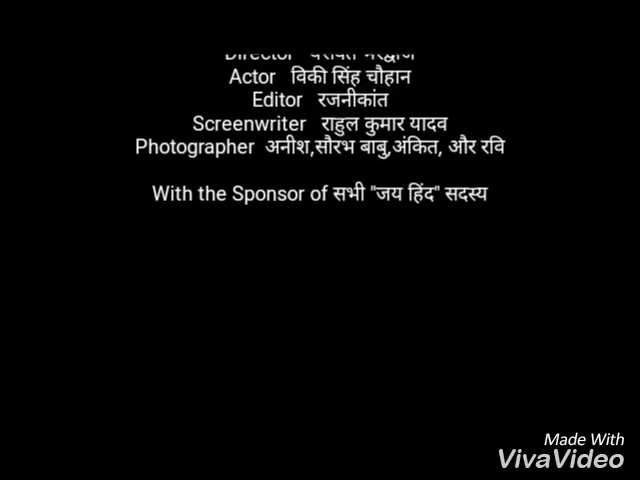 Director
Actor विकी सिंह चौहान
Editor रजनीकांत
Screenwriter राहुल कुमार यादव
Photographer अनीश,सौरभ बाबु,अंकित, और रवि
With the Sponsor of सभी "जय हिंद" सदस्य
Made With
VivaVideo